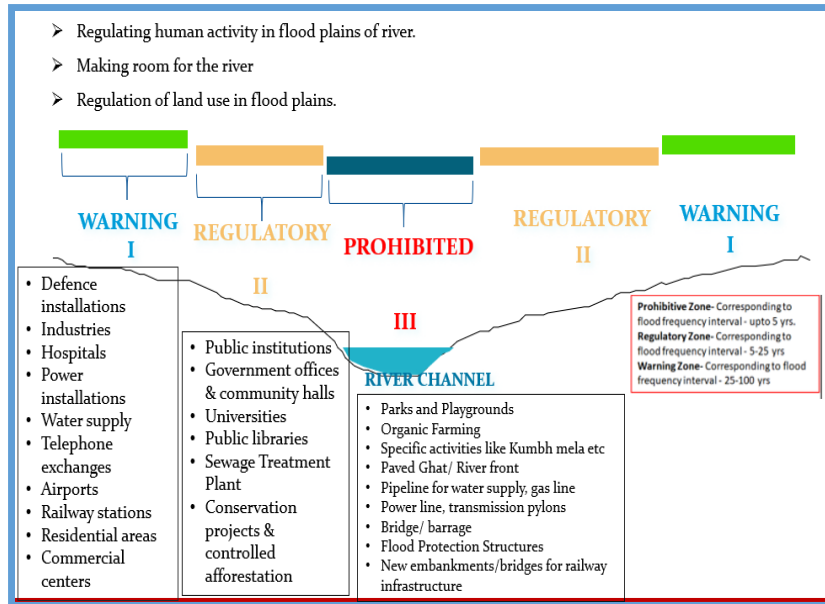 ➢ Regulating human activity in flood plains of river.
➢ Making room for the river
➢ Regulation of land use in flood plains.
WARNING
I
REGULATORY
II
PROHIBITED
III
REGULATORY
II
WARNING
I
• Defence
installations
• Industries
• Hospitals
• Power
installations
• Water supply
• Telephone
exchanges
• Airports
• Railway stations
• Residential areas
• Commercial
centers
• Public institutions
• Government offices
& community halls
• Universities
• Public libraries
• Sewage Treatment
Plant
• Conservation
projects &
controlled
afforestation
RIVER CHANNEL
• Parks and Playgrounds
• Organic Farming
• Specific activities like Kumbh mela etc
• Paved Ghat/ River front
• Pipeline for water supply, gas line
• Power line, transmission pylons
• Bridge/ barrage
• Flood Protection Structures
• New embankments/bridges for railway
infrastructure
Prohibitive Zone- Corresponding to
flood frequency interval - upto 5 yrs.
Regulatory Zone- Corresponding to
flood frequency interval - 5-25 yrs
Warning Zone- Corresponding to flood
frequency interval - 25-100 yrs